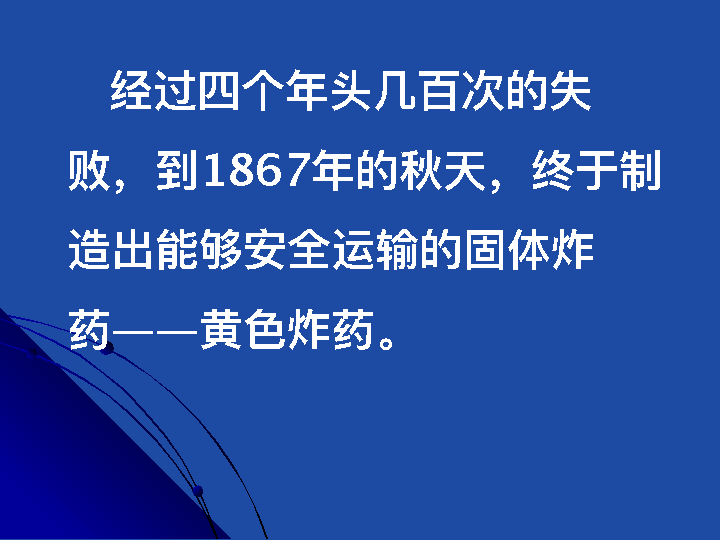 经过四个年头几百次的失
败，到1867年的秋天，终于制
造出能够安全运输的固体炸
药——黄色炸药。